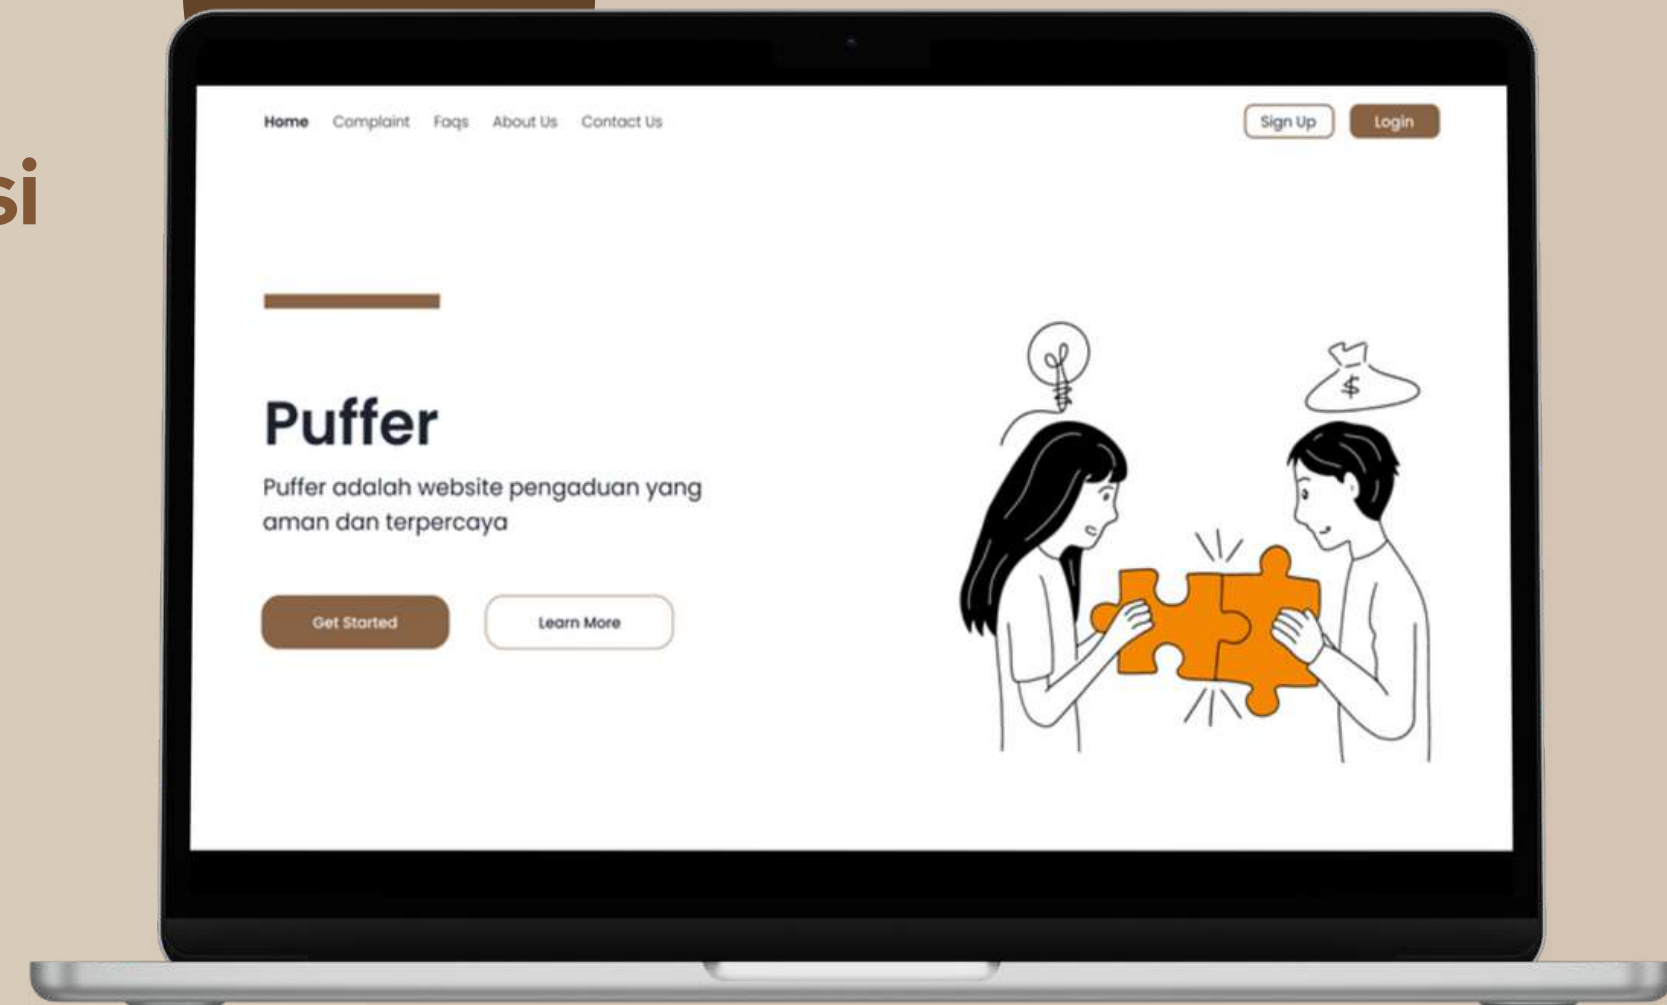 si
Home Complaint Faqs About Us Contact Us Sign Up Login
Puffer
Puffer adalah website pengaduan yang
aman dan terpercaya
Get Started Learn More
$